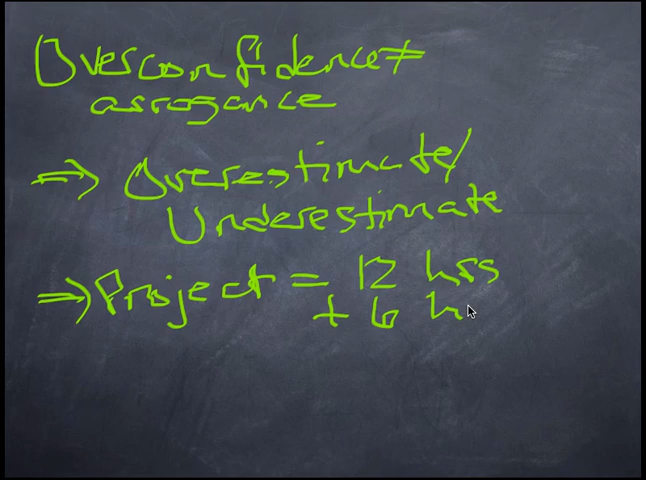 Overconfidence ≠
arrogance
⇒ Overestimate/
Underestimate
⇒ Project = 12 hrs
+ 6 h